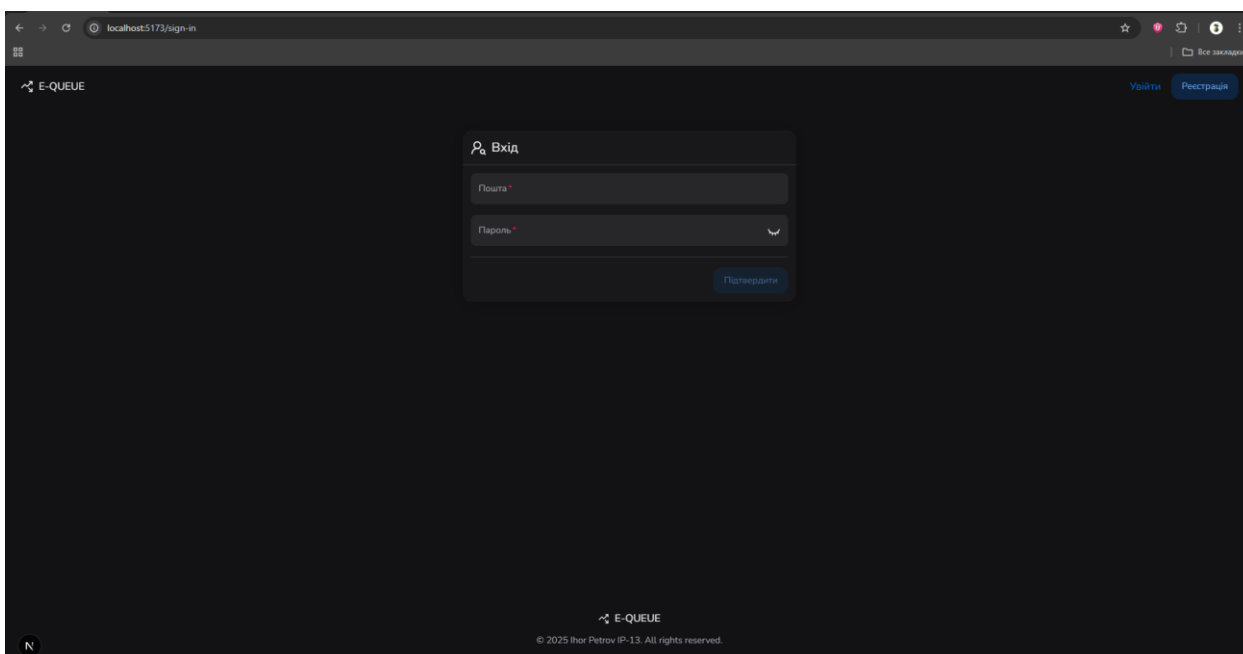 localhost:5173/sign-in
Все закладки
E-QUEUE
Увійти Реєстрація
Вхід
Пошта*
Пароль*
Підтвердити
E-QUEUE
© 2025 Ihor Petrov IP-13. All rights reserved.
N